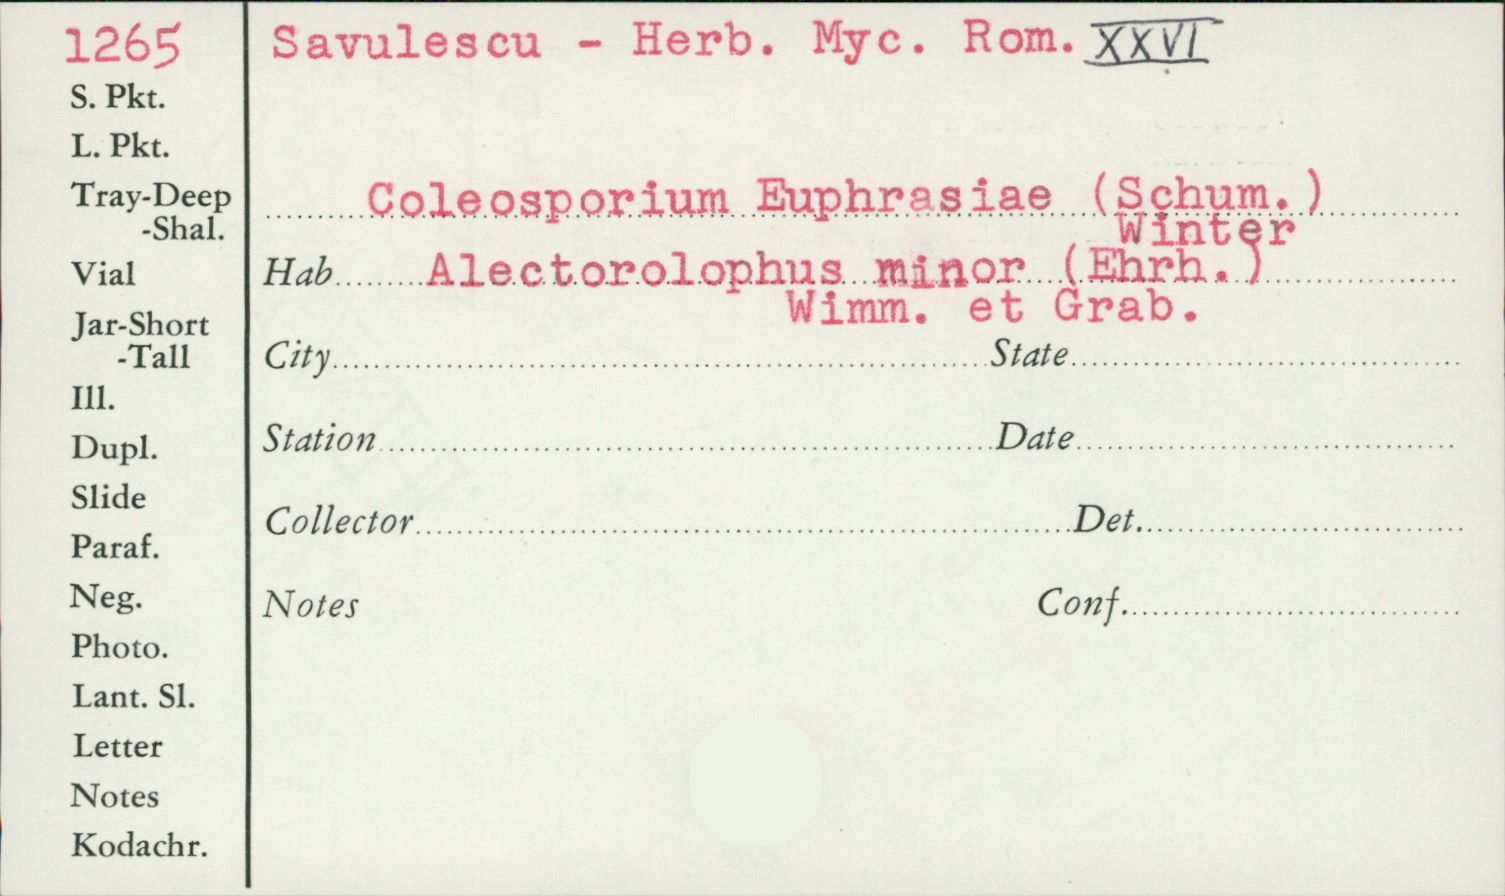 1265
Savulescu - Herb. Myc. Rom. XXVI
S. Pkt.
L. Pkt.
Tray-Deep
-Shal.
Vial
Jar-Short
-Tall
Ill.
Dupl.
Slide
Paraf.
Neg.
Photo.
Lant. Sl.
Letter
Notes
Kodachr.
Coleosporium Euphrasiae (Schum.)
Winter
Hab Alectorolophus minor (Ehrh.)
Wimm. et Grab.
City State
Station Date
Collector Det.
Notes Conf.